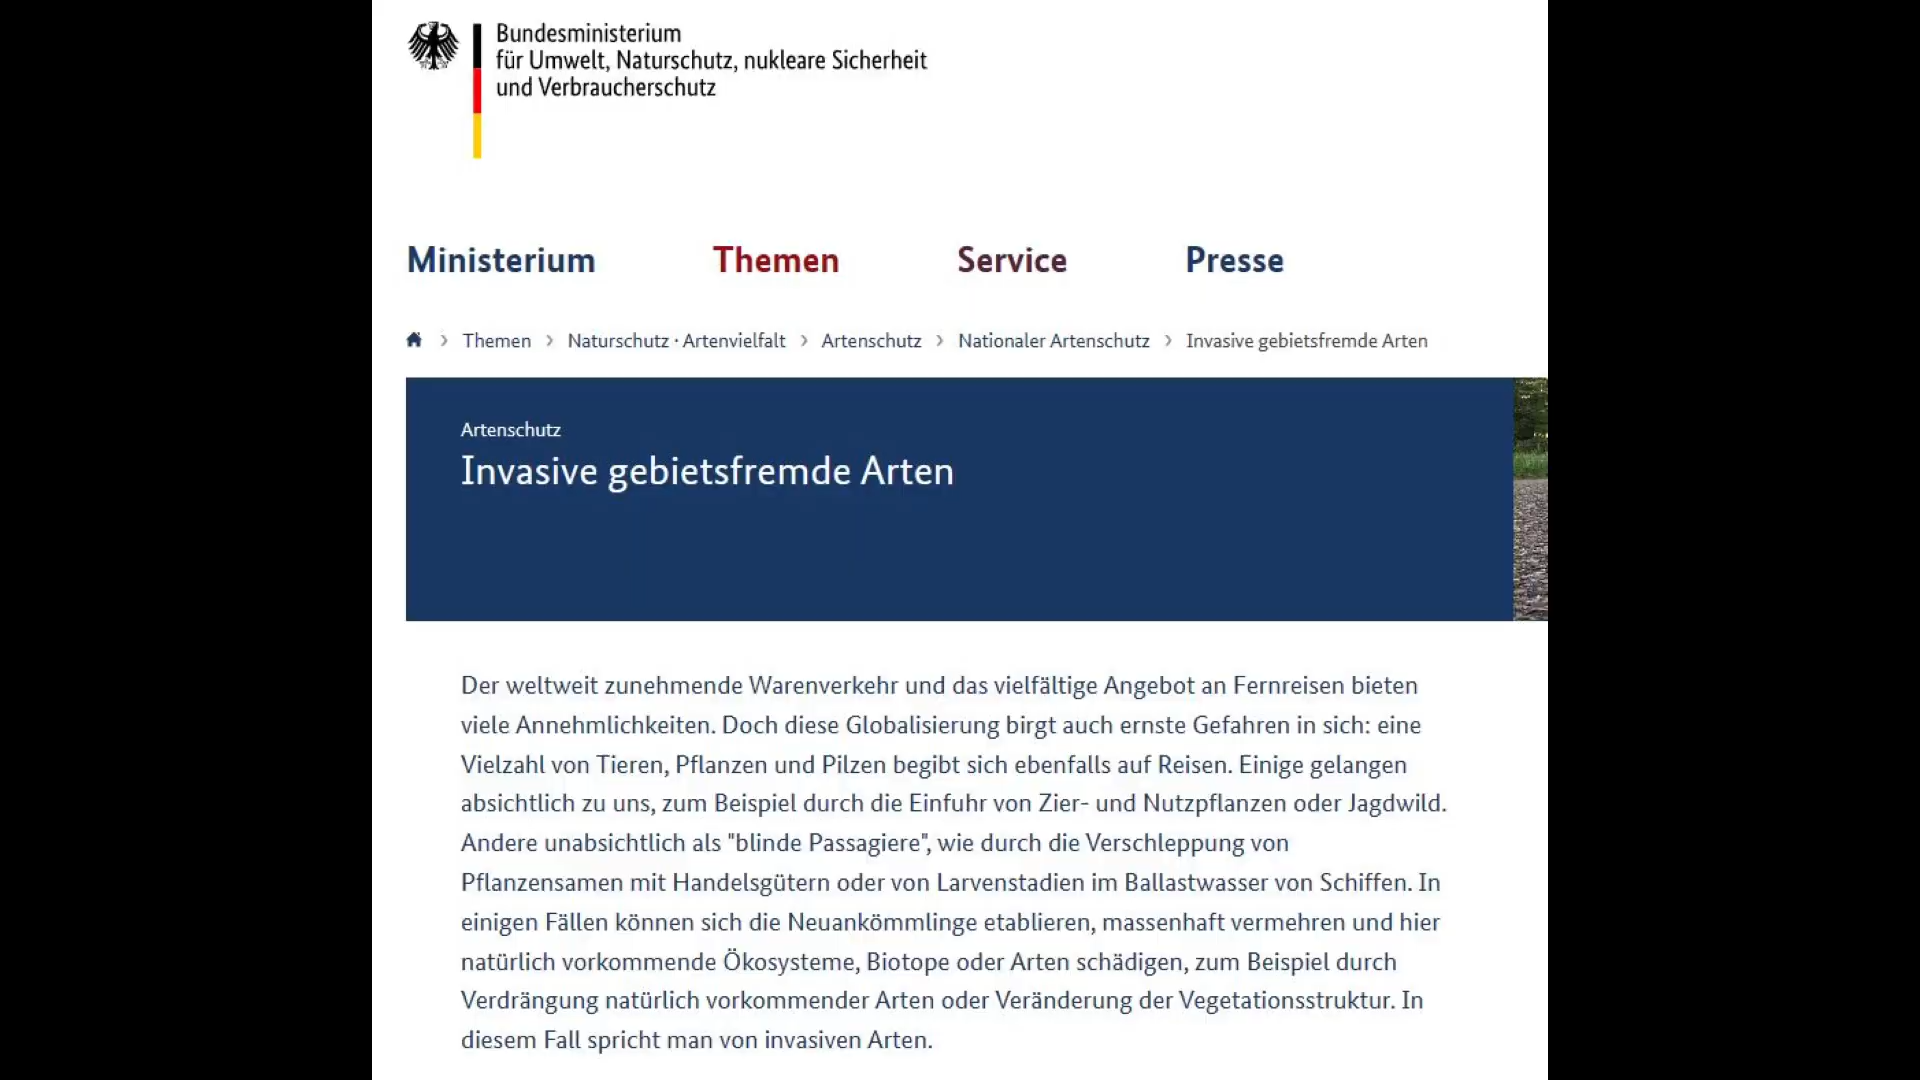 Bundesministerium
für Umwelt, Naturschutz, nukleare Sicherheit
und Verbraucherschutz
Ministerium Themen Service Presse
Themen › Naturschutz · Artenvielfalt › Artenschutz › Nationaler Artenschutz › Invasive gebietsfremde Arten
Artenschutz
Invasive gebietsfremde Arten
Der weltweit zunehmende Warenverkehr und das vielfältige Angebot an Fernreisen bieten
viele Annehmlichkeiten. Doch diese Globalisierung birgt auch ernste Gefahren in sich: eine
Vielzahl von Tieren, Pflanzen und Pilzen begibt sich ebenfalls auf Reisen. Einige gelangen
absichtlich zu uns, zum Beispiel durch die Einfuhr von Zier- und Nutzpflanzen oder Jagdwild.
Andere unabsichtlich als "blinde Passagiere", wie durch die Verschleppung von
Pflanzensamen mit Handelsgütern oder von Larvenstadien im Ballastwasser von Schiffen. In
einigen Fällen können sich die Neuankömmlinge etablieren, massenhaft vermehren und hier
natürlich vorkommende Ökosysteme, Biotope oder Arten schädigen, zum Beispiel durch
Verdrängung natürlich vorkommender Arten oder Veränderung der Vegetationsstruktur. In
diesem Fall spricht man von invasiven Arten.